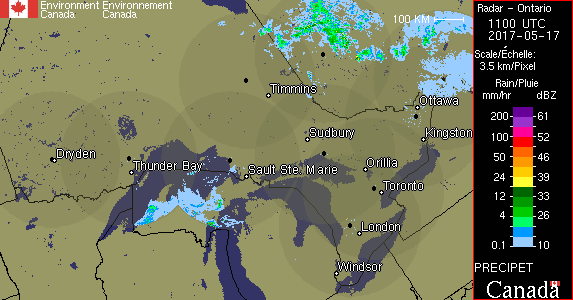 Environment Environnement
Canada Canada
100 KM
Timmins
Ottawa
Sudbury
Kingston
Dryden
Thunder Bay
Sault Ste. Marie
Orillia
Toronto
London
Windsor
Radar - Ontario
1100 UTC
2017-05-17
Scale/Échelle:
3.5 km/Pixel
Rain/Pluie
mm/hr dBZ
200 61
100 52
50 46
24 39
12 33
4 26
0.1 10
PRECIPET
Canada